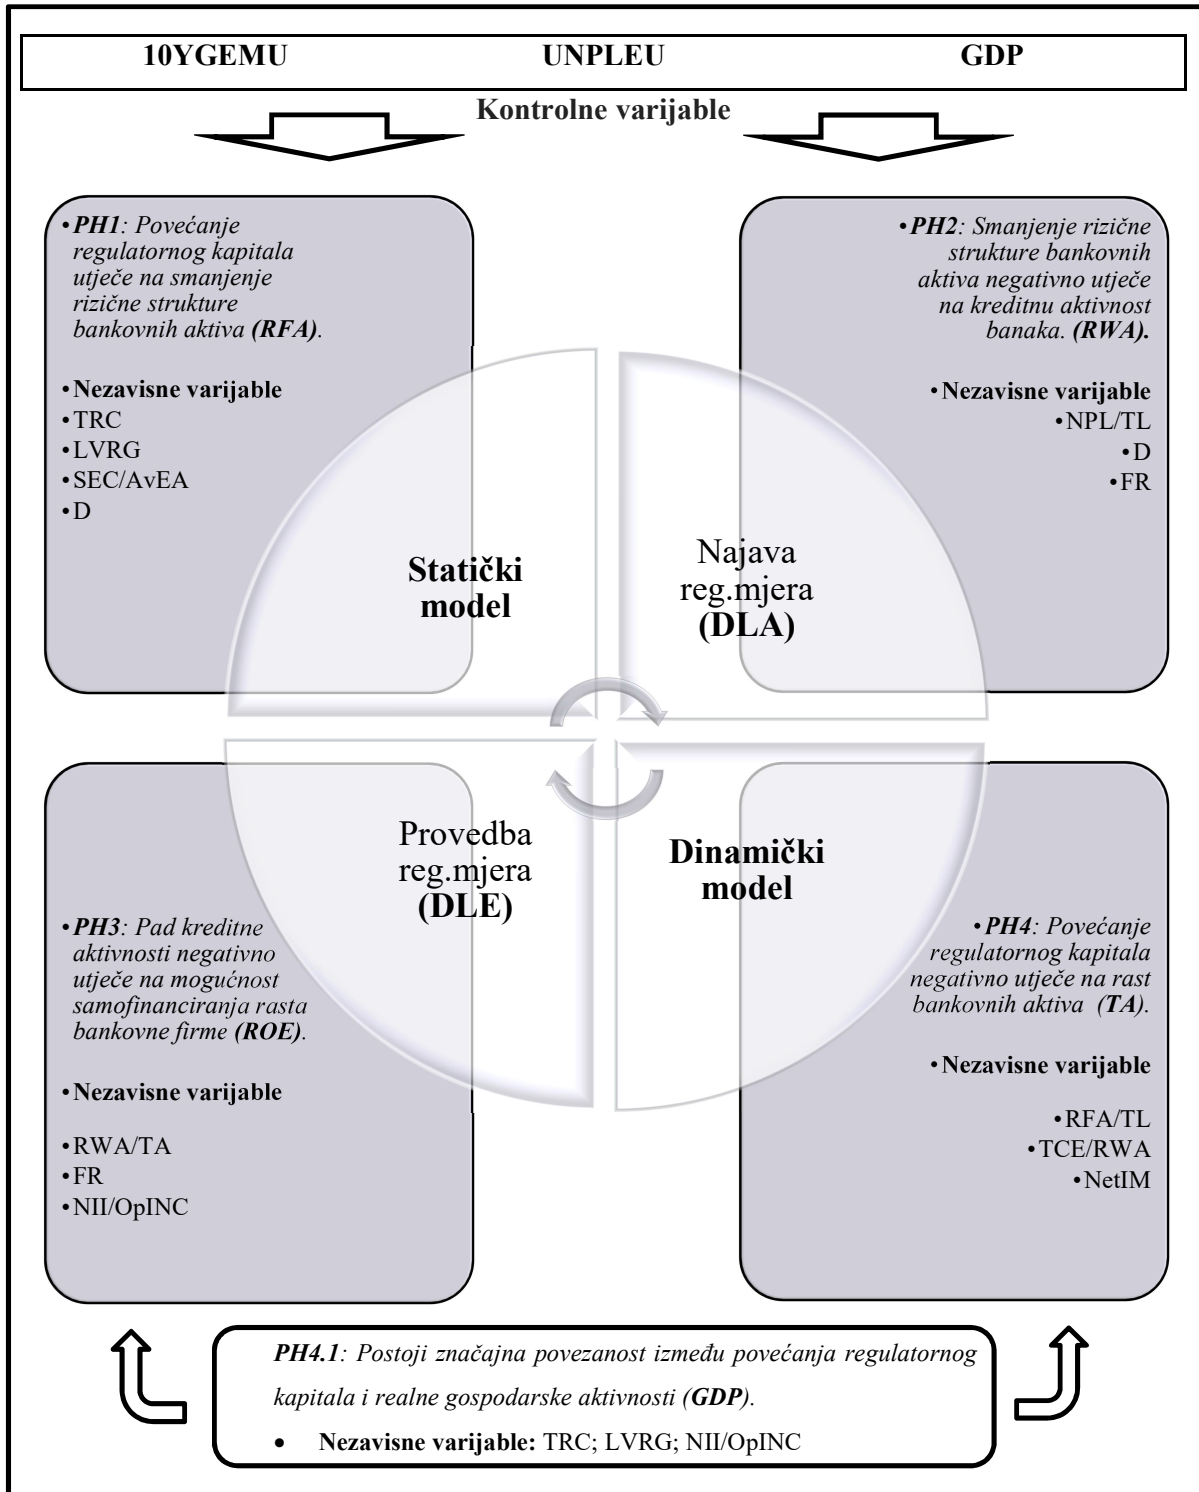 10YGEMU UNPLEU GDP
Kontrolne varijable
•PH1: Povećanje
regulatornog kapitala
utječe na smanjenje
rizične strukture
bankovnih aktiva (RFA).
•Nezavisne varijable
•TRC
•LVRG
•SEC/AvEA
•D
•PH2: Smanjenje rizične
strukture bankovnih
aktiva negativno utječe
na kreditnu aktivnost
banaka. (RWA).
•Nezavisne varijable
•NPL/TL
•D
•FR
Statički
model
Najava
reg.mjera
(DLA)
Provedba
reg.mjera
(DLE)
Dinamički
model
•PH3: Pad kreditne
aktivnosti negativno
utječe na mogućnost
samofinanciranja rasta
bankovne firme (ROE).
•Nezavisne varijable
•RWA/TA
•FR
•NII/OpINC
•PH4: Povećanje
regulatornog kapitala
negativno utječe na rast
bankovnih aktiva (TA).
•Nezavisne varijable
•RFA/TL
•TCE/RWA
•NetIM
PH4.1: Postoji značajna povezanost između povećanja regulatornog
kapitala i realne gospodarske aktivnosti (GDP).
• Nezavisne varijable: TRC; LVRG; NII/OpINC